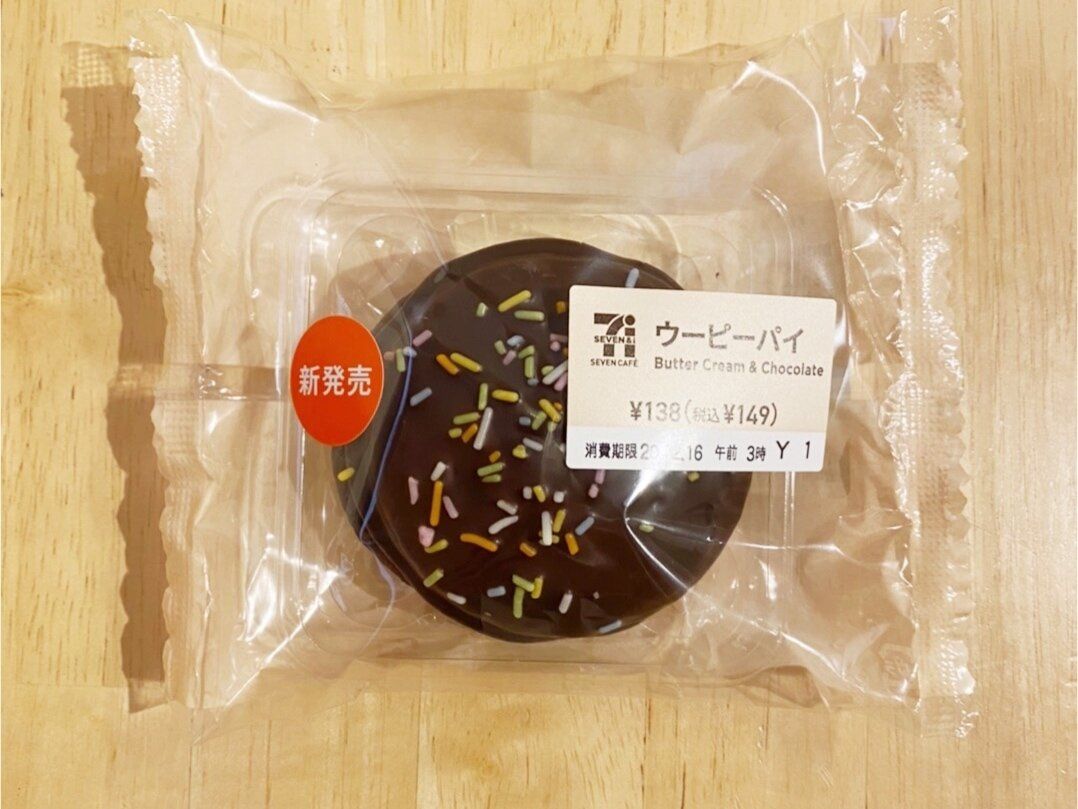 新発売
SEVEN&i
SEVEN CAFÉ
ウーピーパイ
Butter Cream & Chocolate
¥138(税込¥149)
消費期限 16 午前 3時 Y 1